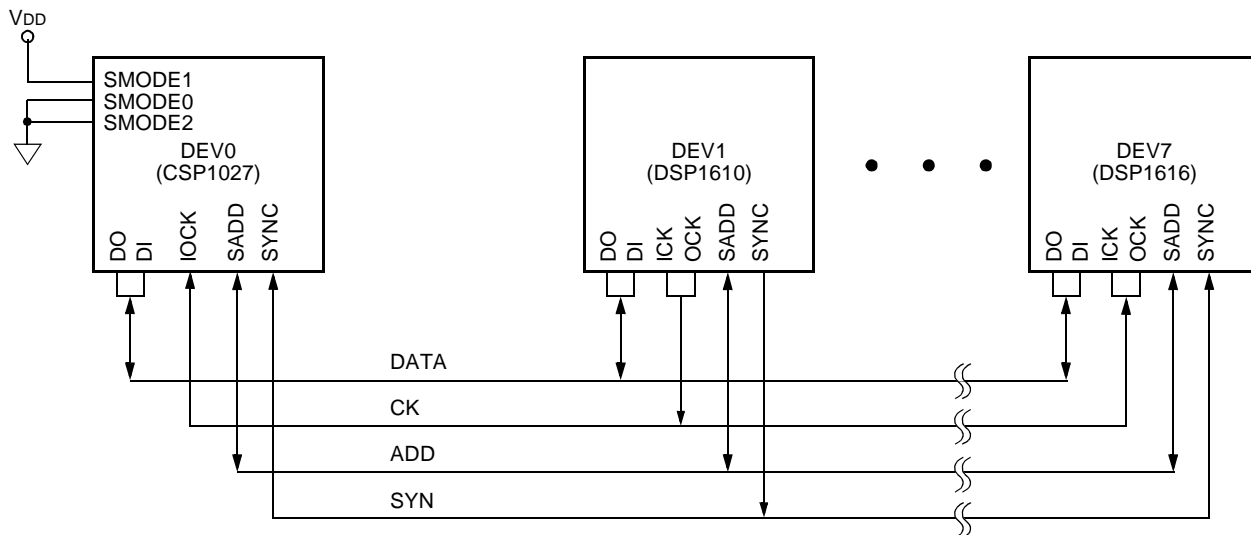 VDD
SMODE1
SMODE0
SMODE2
DEV0
(CSP1027)
DO
DI
IOCK
SADD
SYNC
DEV1
(DSP1610)
DO
DI
ICK
OCK
SADD
SYNC
DEV7
(DSP1616)
DO
DI
ICK
OCK
SADD
SYNC
DATA
CK
ADD
SYN